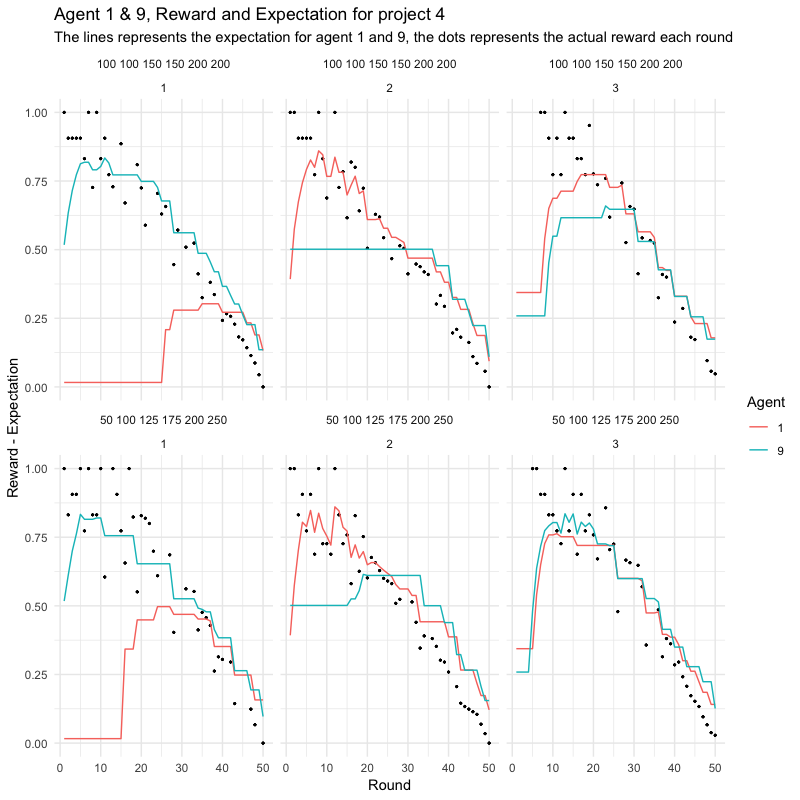 Agent 1 & 9, Reward and Expectation for project 4
The lines represents the expectation for agent 1 and 9, the dots represents the actual reward each round
100 100 150 150 200 200
100 100 150 150 200 200
100 100 150 150 200 200
1
2
3
1.00
0.75
0.50
0.25
0.00
50 100 125 175 200 250
50 100 125 175 200 250
50 100 125 175 200 250
1
2
3
1.00
0.75
0.50
0.25
0.00
0 10 20 30 40 50
0 10 20 30 40 50
0 10 20 30 40 50
Round
Reward - Expectation
Agent
1
9